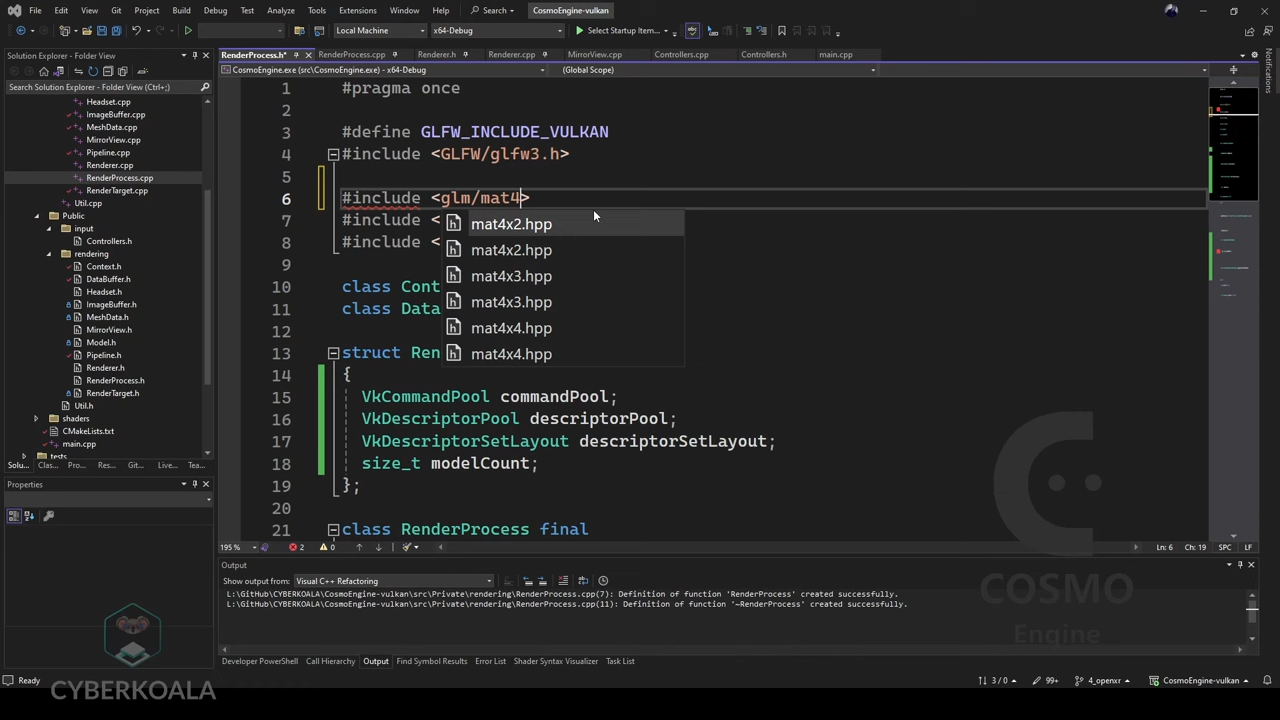 File Edit View Git Project Build Debug Test Analyze Tools Extensions Window Help Search CosmoEngine-vulkan
Local Machine x64-Debug Select Startup Item...
Solution Explorer - Folder View
RenderProcess.h* RenderProcess.cpp Renderer.h Renderer.cpp MirrorView.cpp Controllers.cpp Controllers.h main.cpp
CosmoEngine.exe (src\CosmoEngine.exe) - x64-Debug (Global Scope)
Search Solution Explorer - Folder View (Ctrl+;)
Headset.cpp
ImageBuffer.cpp
MeshData.cpp
MirrorView.cpp
Pipeline.cpp
Renderer.cpp
RenderProcess.cpp
RenderTarget.cpp
Util.cpp
Public
input
Controllers.h
rendering
Context.h
DataBuffer.h
Headset.h
ImageBuffer.h
MeshData.h
MirrorView.h
Model.h
Pipeline.h
Renderer.h
RenderProcess.h
RenderTarget.h
Util.h
shaders
CMakeLists.txt
main.cpp
tests
Solu... Clas... Pro... Res... Git... Live... Tea...
Properties
1 #pragma once
2
3 #define GLFW_INCLUDE_VULKAN
4 #include <GLFW/glfw3.h>
5
6 #include <glm/mat4>
7 #include <
8 #include <
9
10 class Cont
11 class Data
12
13 struct Ren
14 {
15 VkCommandPool commandPool;
16 VkDescriptorPool descriptorPool;
17 VkDescriptorSetLayout descriptorSetLayout;
18 size_t modelCount;
19 };
20
21 class RenderProcess final
mat4x2.hpp
mat4x2.hpp
mat4x3.hpp
mat4x3.hpp
mat4x4.hpp
mat4x4.hpp
195 % 2 0 Ln: 6 Ch: 19 SPC LF
Output
Show output from: Visual C++ Refactoring
L:\GitHub\CYBERKOALA\CosmoEngine-vulkan\src\Private\rendering\RenderProcess.cpp(7): Definition of function 'RenderProcess' created successfully.
L:\GitHub\CYBERKOALA\CosmoEngine-vulkan\src\Private\rendering\RenderProcess.cpp(11): Definition of function '~RenderProcess' created successfully.
Developer PowerShell Call Hierarchy Output Find Symbol Results Error List Shader Syntax Visualizer Task List
Ready 3 / 0 99+ 4_openxr CosmoEngine-vulkan
Notifications
COSMO
Engine
CYBERKOALA